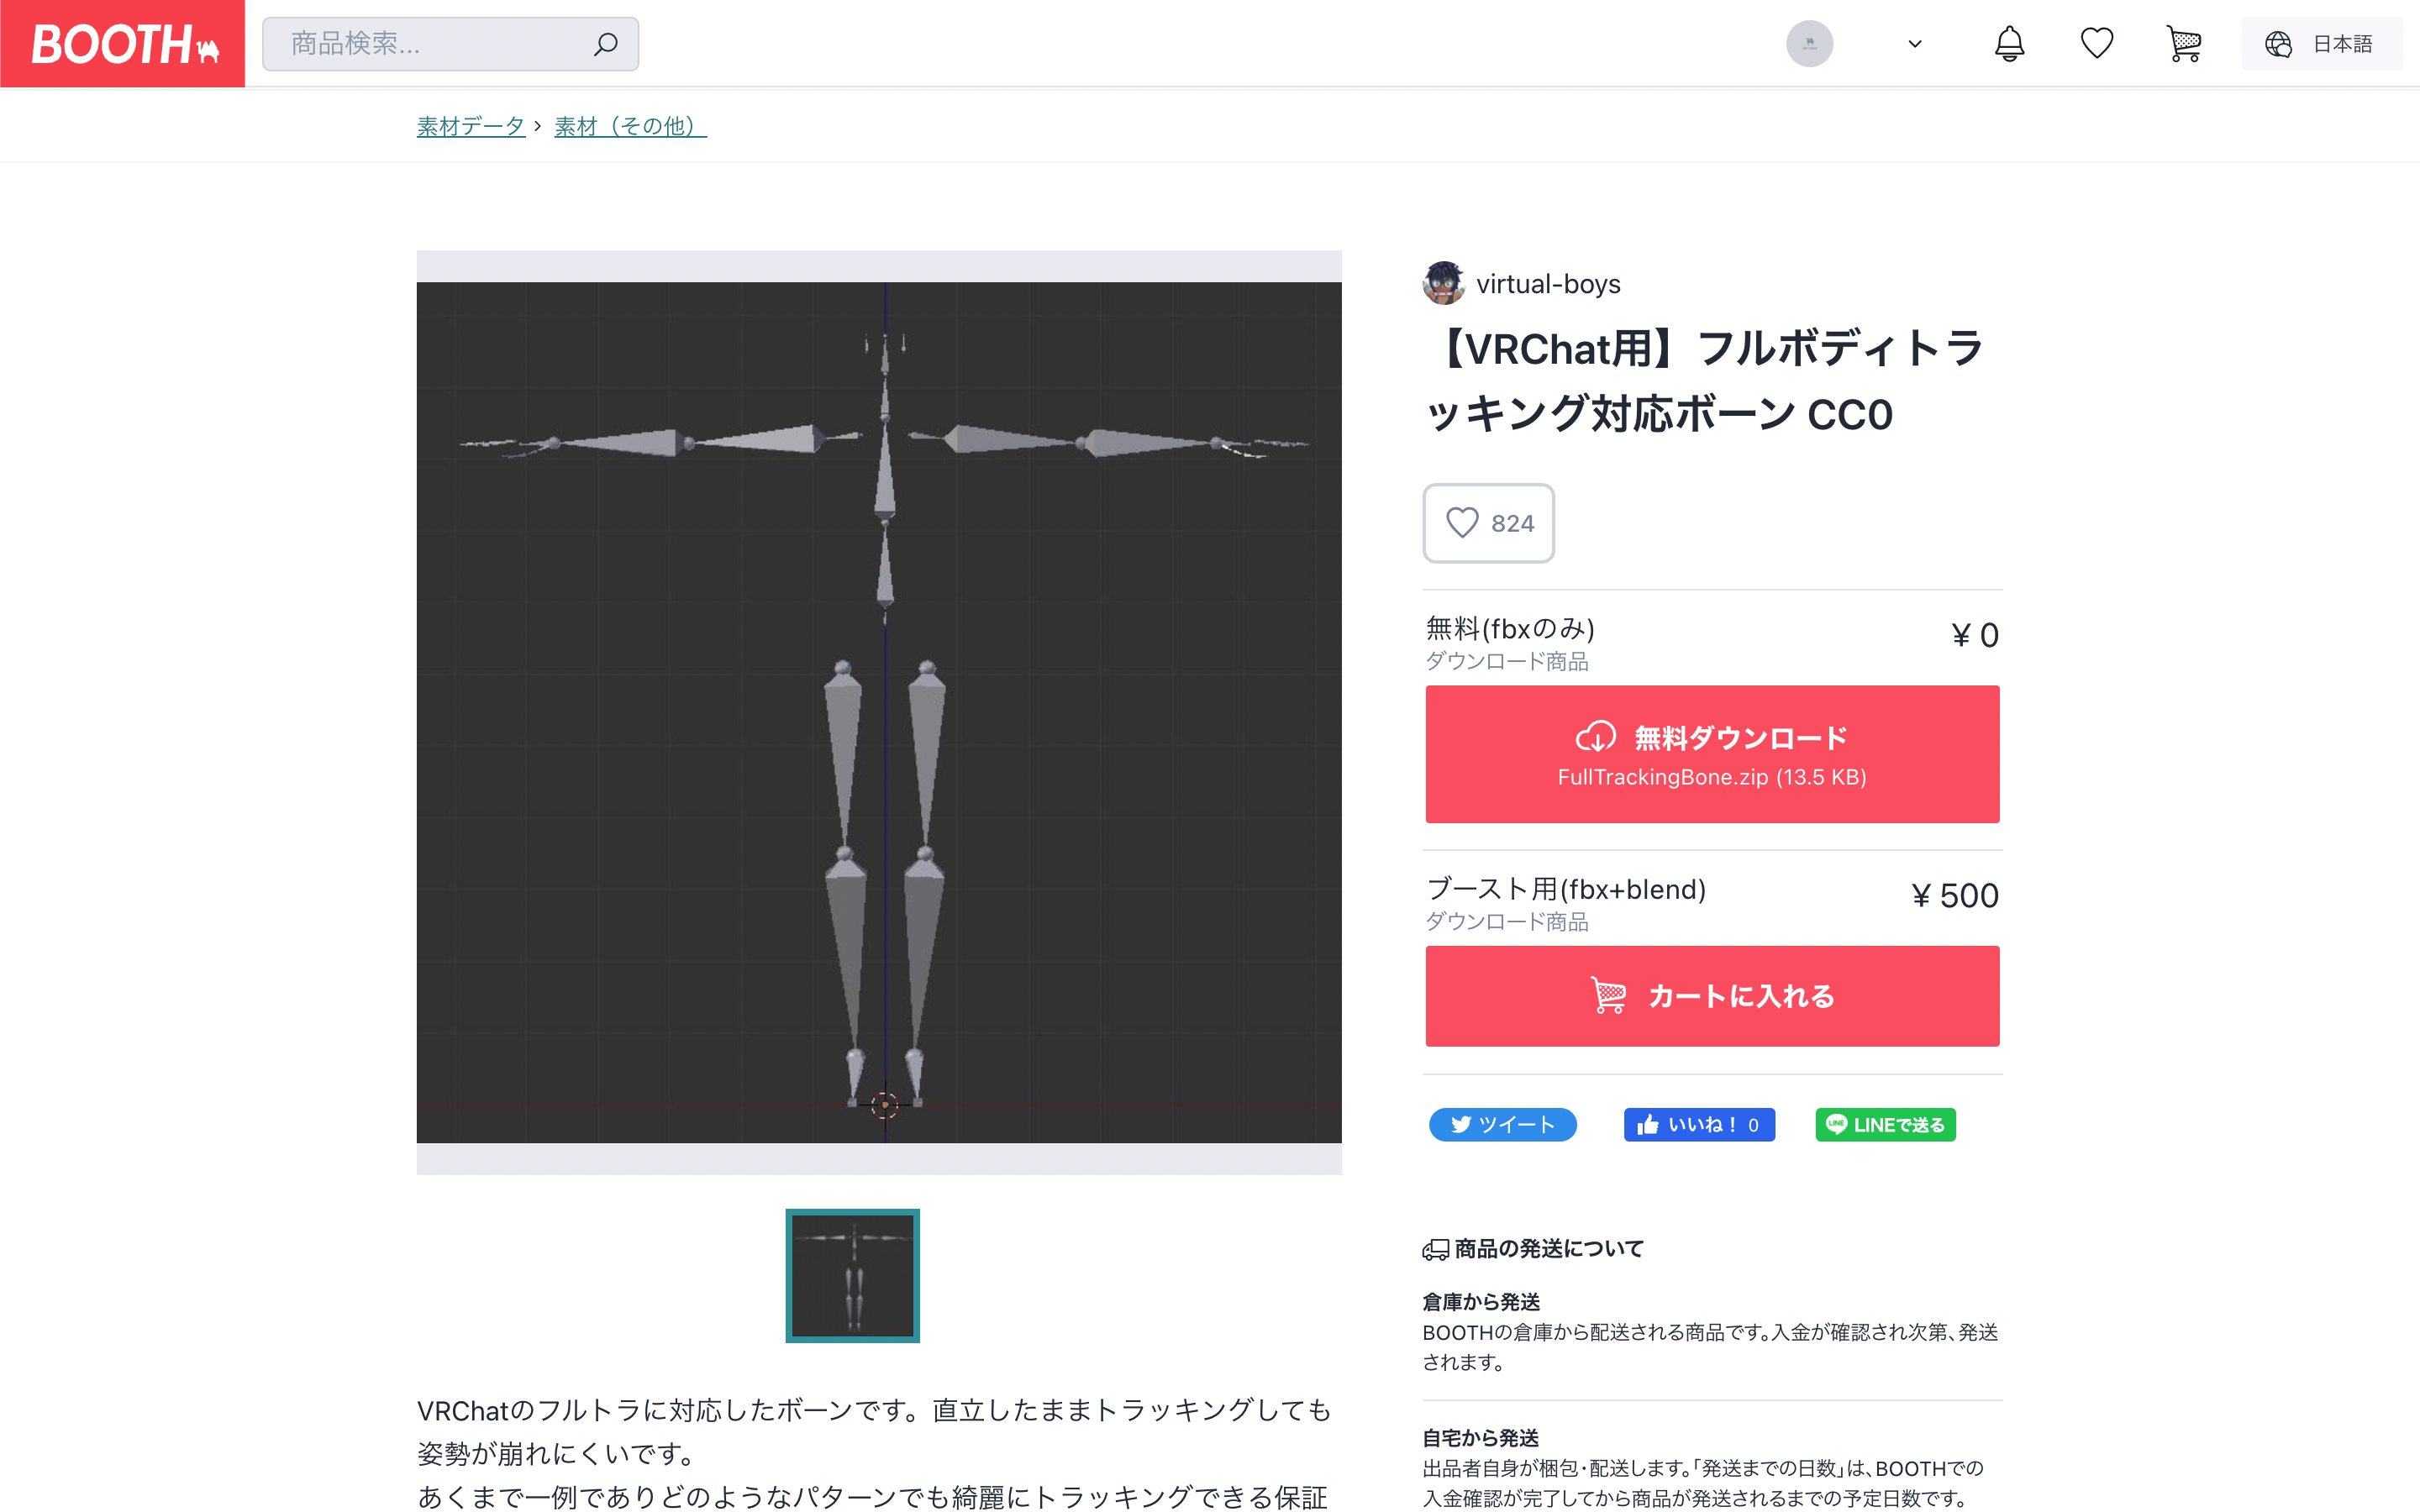 BOOTH
商品検索...
日本語
素材データ › 素材（その他）
virtual-boys
【VRChat用】フルボディトラ
ッキング対応ボーン CC0
824
無料(fbxのみ)
¥ 0
ダウンロード商品
無料ダウンロード
FullTrackingBone.zip (13.5 KB)
ブースト用(fbx+blend)
¥ 500
ダウンロード商品
カートに入れる
ツイート
いいね！ 0
LINEで送る
商品の発送について
倉庫から発送
BOOTHの倉庫から配送される商品です。入金が確認され次第、発送
されます。
自宅から発送
出品者自身が梱包・配送します。「発送までの日数」は、BOOTHでの
入金確認が完了してから商品が発送されるまでの予定日数です。
VRChatのフルトラに対応したボーンです。直立したままトラッキングしても
姿勢が崩れにくいです。
あくまで一例でありどのようなパターンでも綺麗にトラッキングできる保証